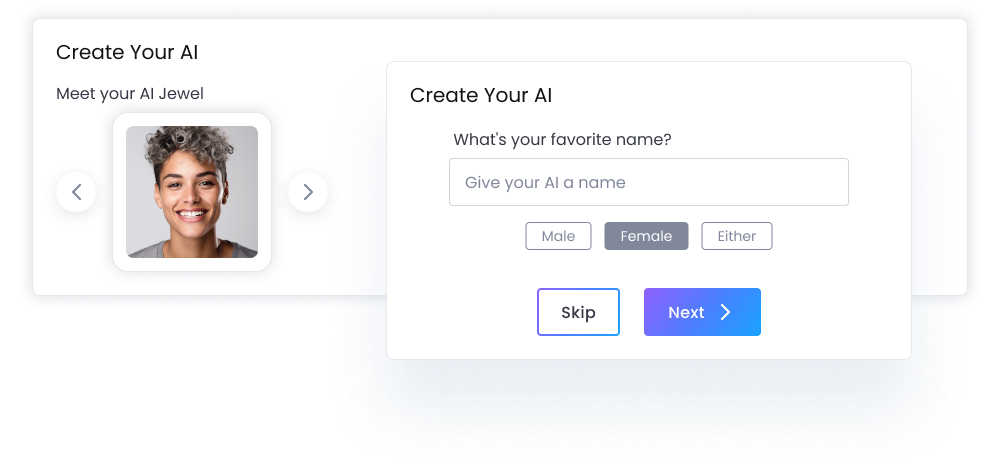 Create Your AI
Meet your AI Jewel
Create Your AI
What's your favorite name?
Give your AI a name
Male Female Either
Skip Next